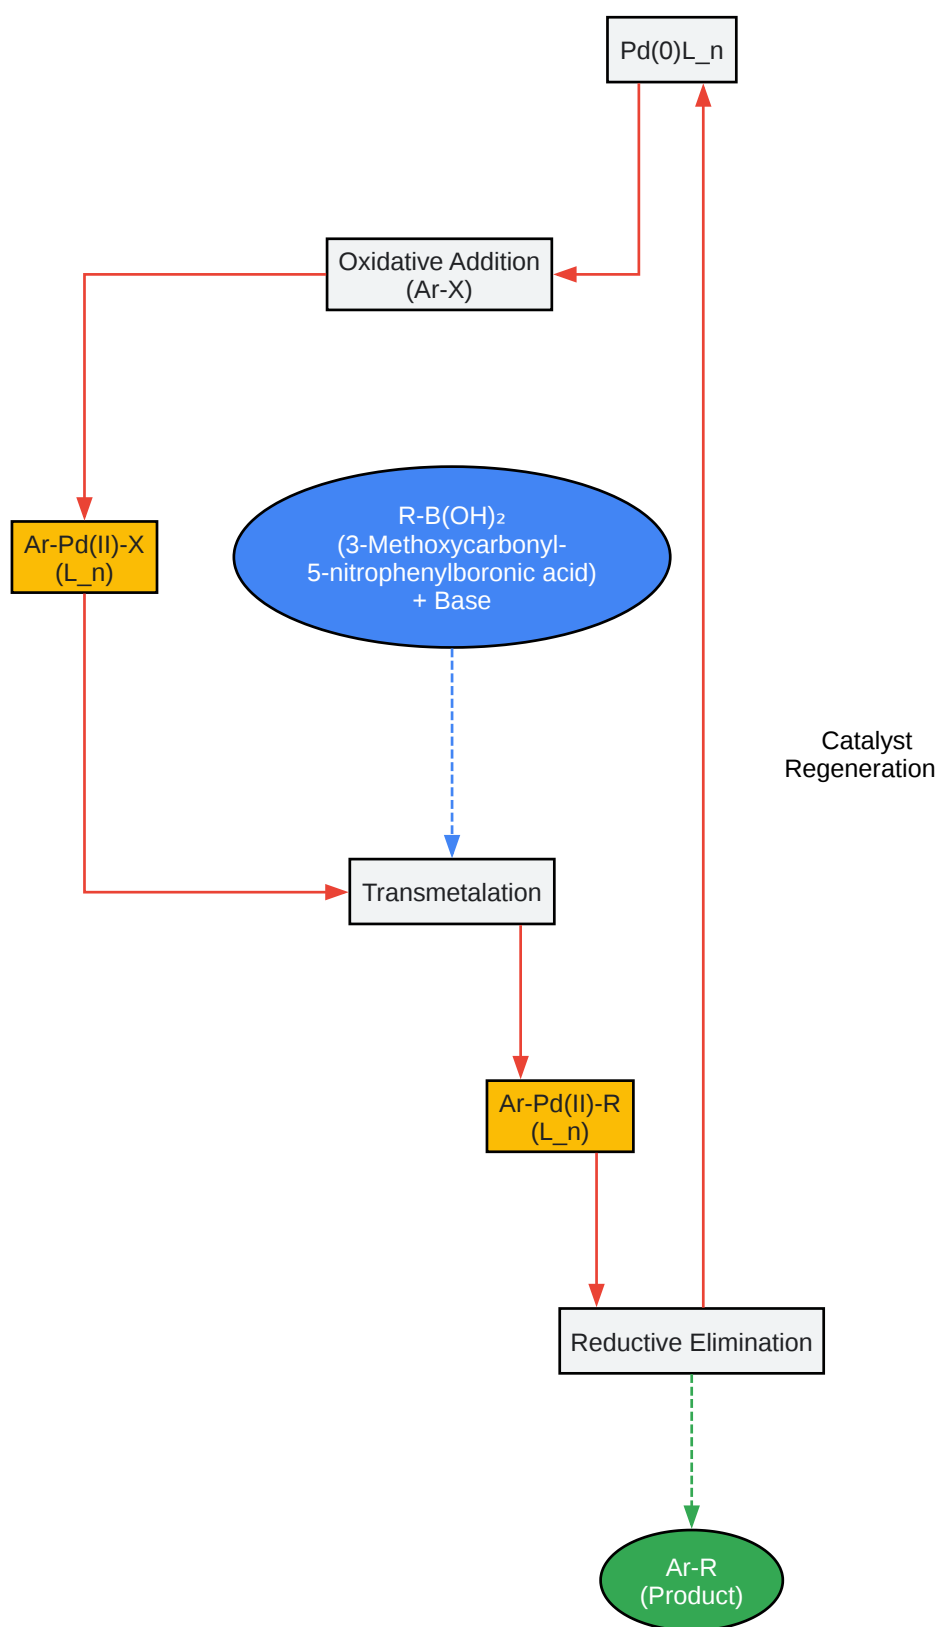 Pd(0)L_n
Oxidative Addition
(Ar-X)
R-B(OH)₂
(3-Methoxycarbonyl-
5-nitrophenylboronic acid)
+ Base
Ar-Pd(II)-X
(L_n)
Catalyst
Regeneration
Transmetalation
Ar-Pd(II)-R
(L_n)
Reductive Elimination
Ar-R
(Product)